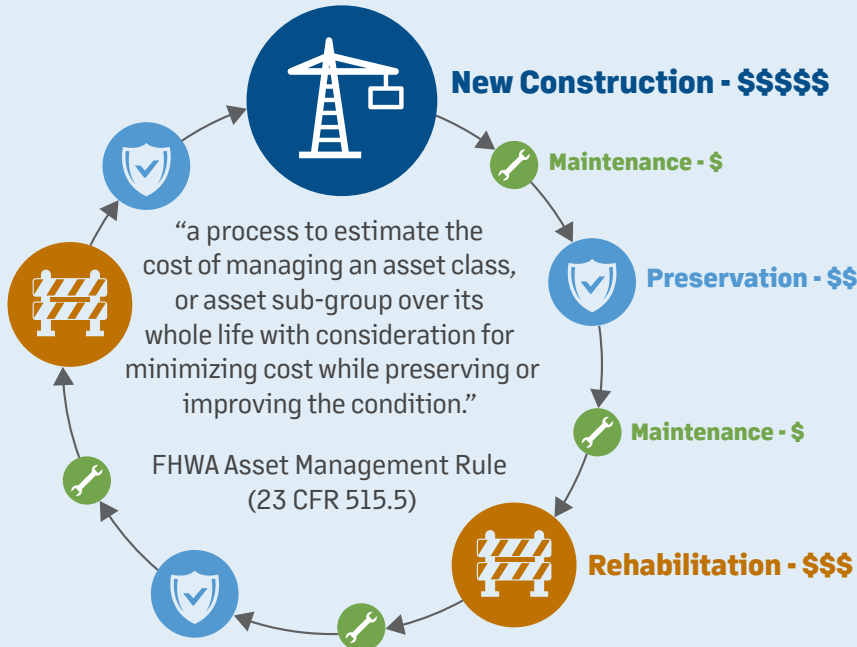 New Construction - $$$$$
Maintenance - $
“a process to estimate the
cost of managing an asset class,
or asset sub-group over its
whole life with consideration for
minimizing cost while preserving or
improving the condition.”
FHWA Asset Management Rule
(23 CFR 515.5)
Preservation - $$
Maintenance - $
Rehabilitation - $$$